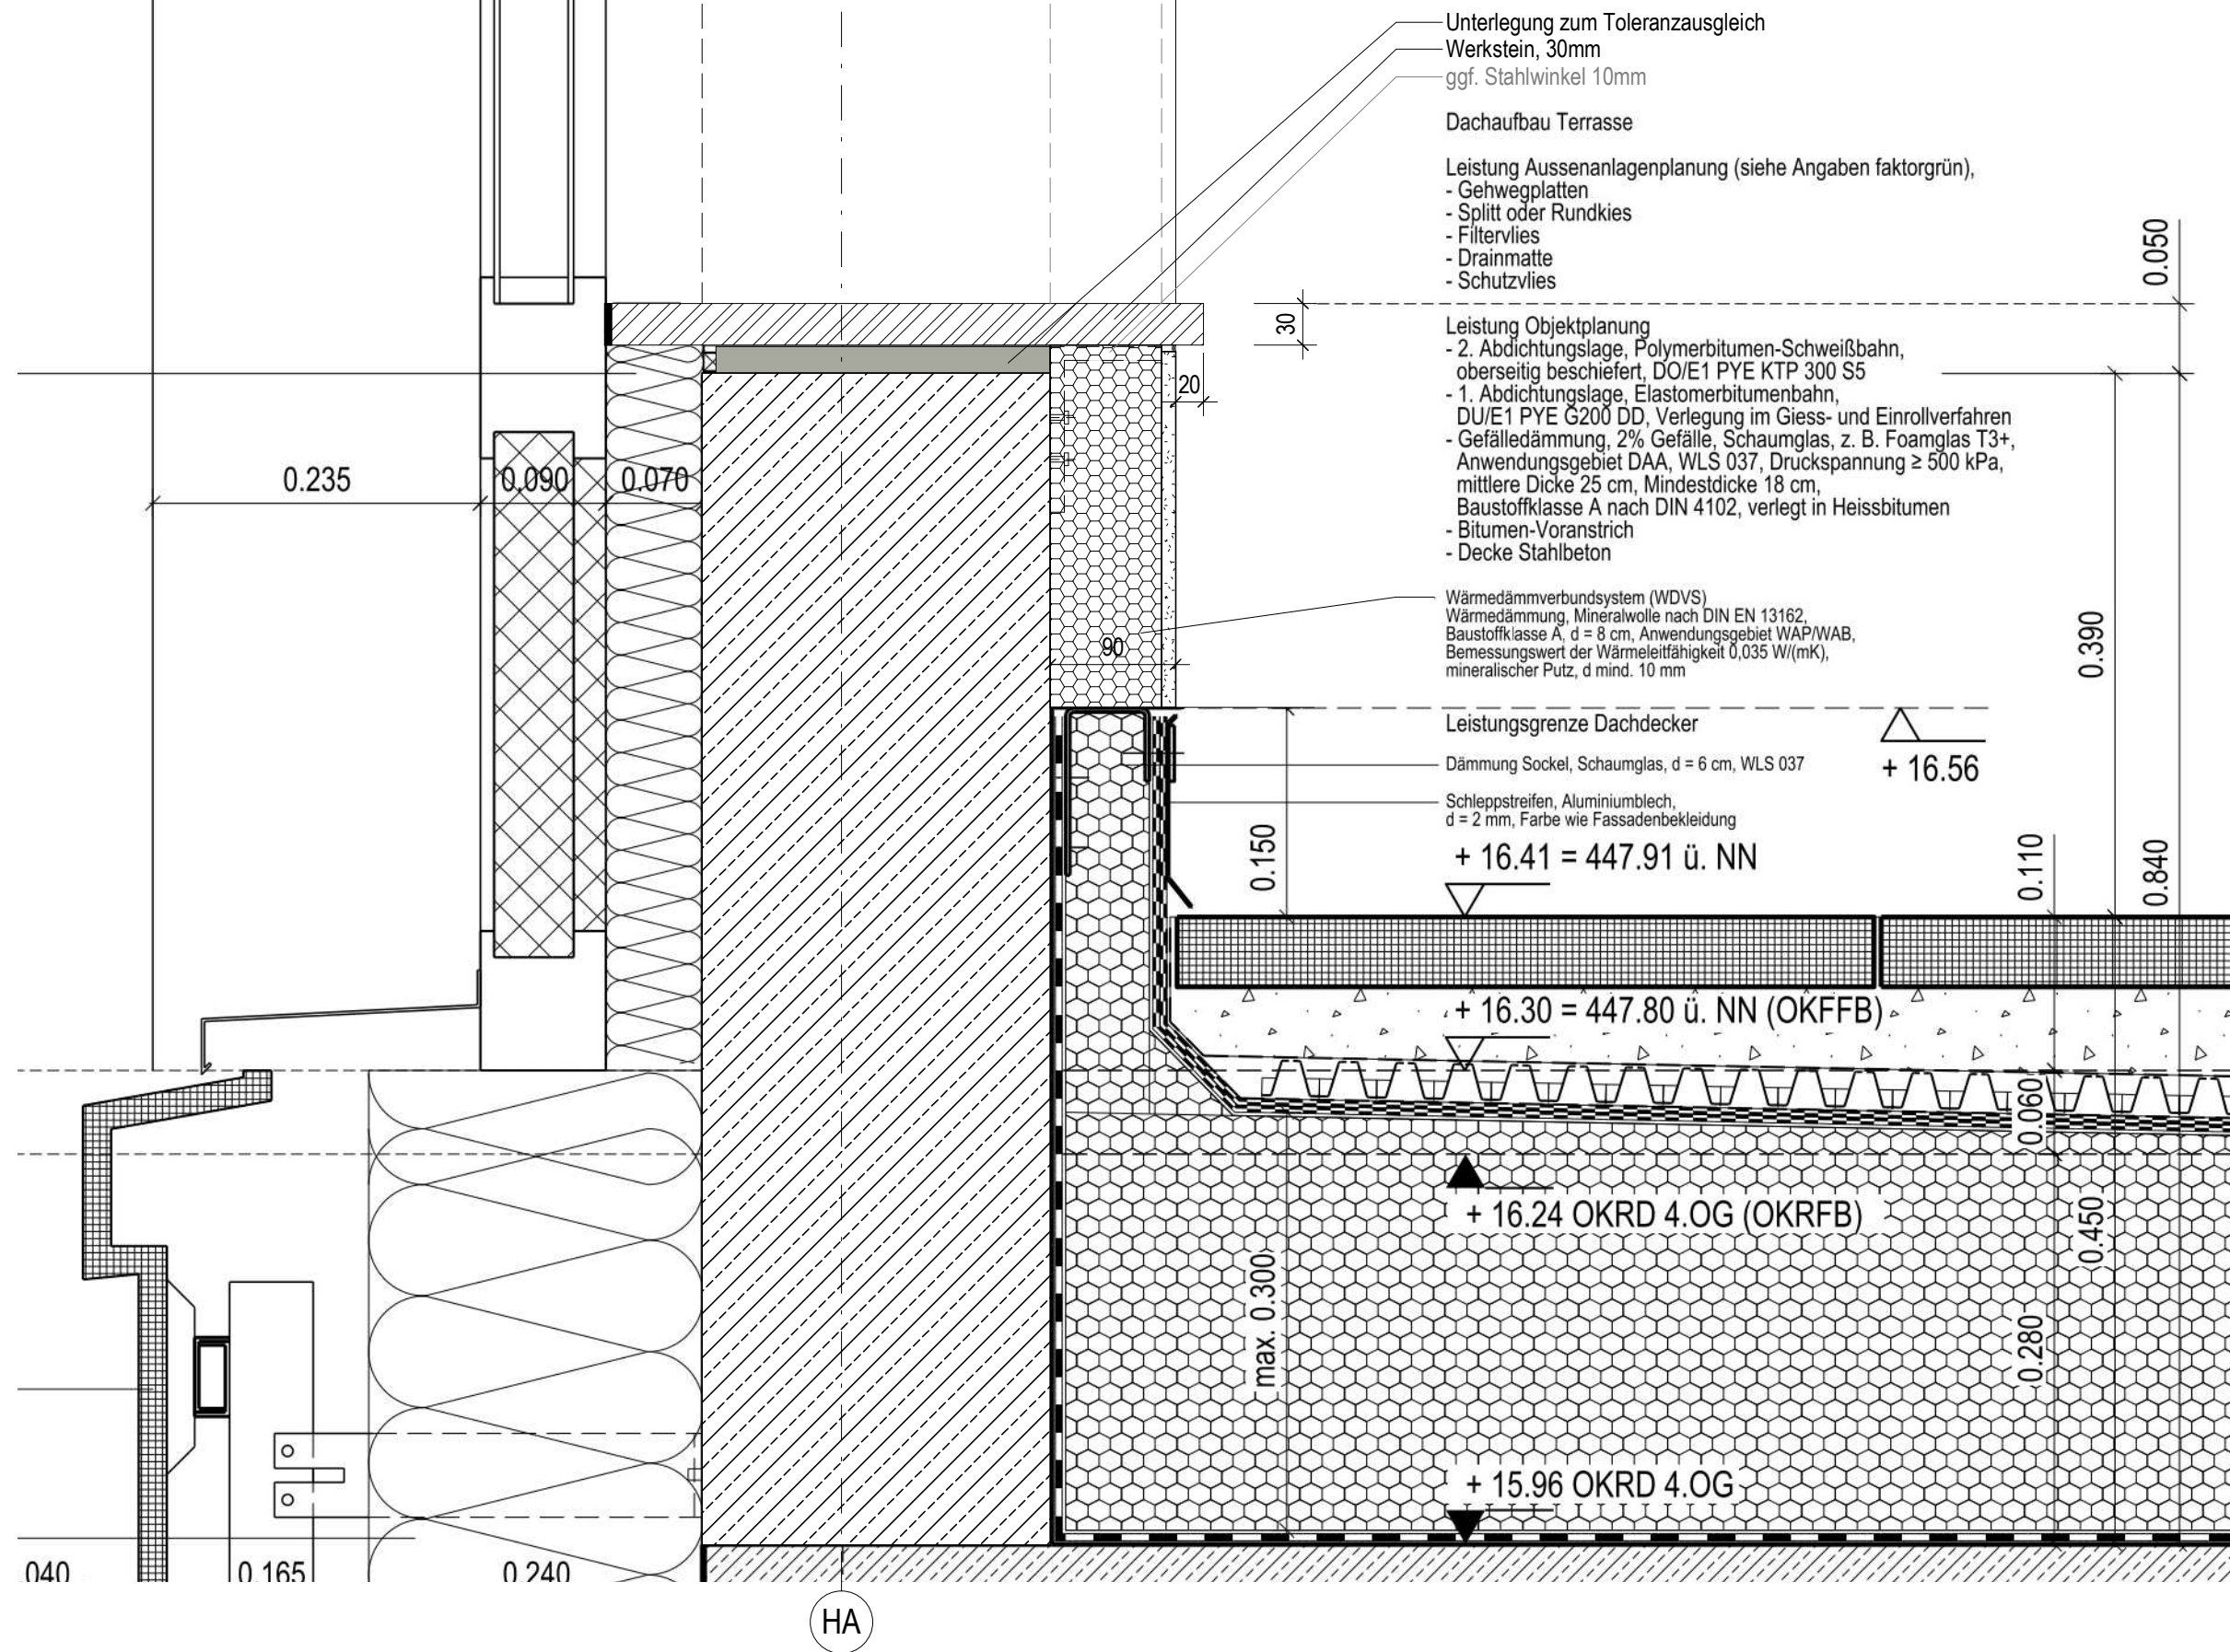 Unterlegung zum Toleranzausgleich
Werkstein, 30mm
ggf. Stahlwinkel 10mm
Dachaufbau Terrasse
Leistung Aussenanlagenplanung (siehe Angaben faktorgrün),
- Gehwegplatten
- Splitt oder Rundkies
- Filtervlies
- Drainmatte
- Schutzvlies
0.050
30
Leistung Objektplanung
- 2. Abdichtungslage, Polymerbitumen-Schweißbahn,
oberseitig beschiefert, DO/E1 PYE KTP 300 S5
- 1. Abdichtungslage, Elastomerbitumenbahn,
DU/E1 PYE G200 DD, Verlegung im Giess- und Einrollverfahren
- Gefälledämmung, 2% Gefälle, Schaumglas, z. B. Foamglas T3+,
Anwendungsgebiet DAA, WLS 037, Druckspannung ≥ 500 kPa,
mittlere Dicke 25 cm, Mindestdicke 18 cm,
Baustoffklasse A nach DIN 4102, verlegt in Heissbitumen
- Bitumen-Voranstrich
- Decke Stahlbeton
20
0.235
0.090
0.070
Wärmedämmverbundsystem (WDVS)
Wärmedämmung, Mineralwolle nach DIN EN 13162,
Baustoffklasse A, d = 8 cm, Anwendungsgebiet WAP/WAB,
Bemessungswert der Wärmeleitfähigkeit 0,035 W/(mK),
mineralischer Putz, d mind. 10 mm
90
0.390
Leistungsgrenze Dachdecker
+ 16.56
Dämmung Sockel, Schaumglas, d = 6 cm, WLS 037
Schleppstreifen, Aluminiumblech,
d = 2 mm, Farbe wie Fassadenbekleidung
0.150
+ 16.41 = 447.91 ü. NN
0.110
0.840
+ 16.30 = 447.80 ü. NN (OKFFB)
0.060
+ 16.24 OKRD 4.OG (OKRFB)
0.450
max. 0.300
0.280
+ 15.96 OKRD 4.OG
040
0.165
0.240
HA